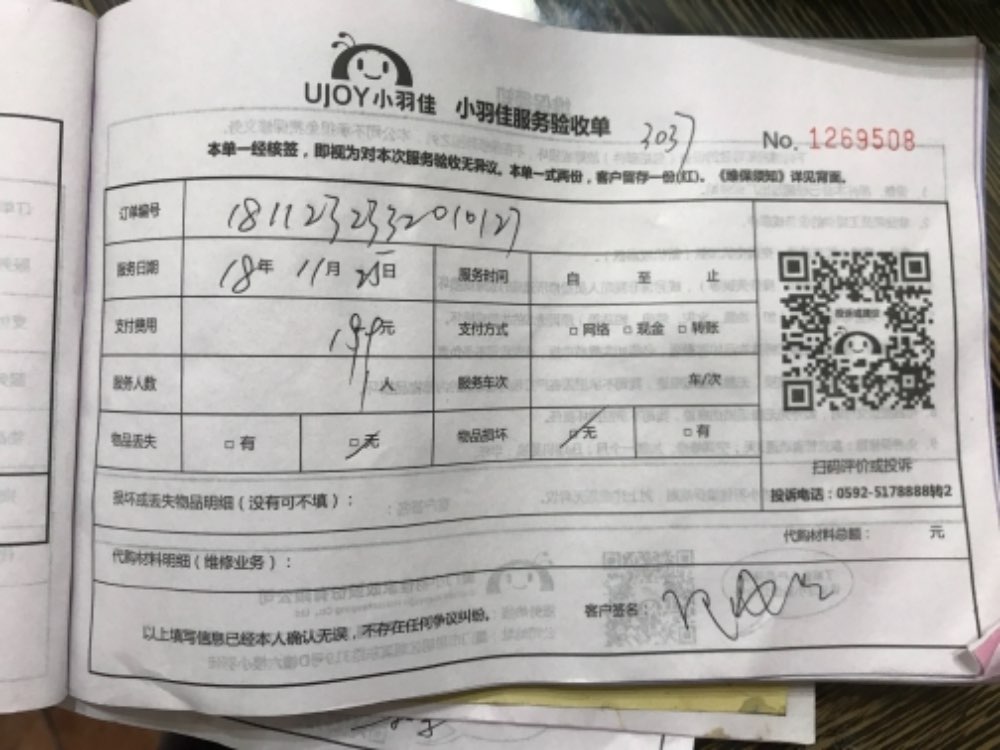 UJOY小羽佳 小羽佳服务验收单 3037 No. 1269508
本单一经核签，即视为对本次服务验收无异议。本单一式两份，客户留存一份(红)。《维保须知》详见背面。
订单编号 1811232332010127
服务日期 18年 11月 25日 服务时间 自 至 止
支付费用 199元 支付方式 □网络 □现金 □转账
服务人数 人 服务车次 车/次
物品丢失 □有 □无 物品损坏 □无 □有
扫码评价或投诉
投诉电话：0592-5178888转2
损坏或丢失物品明细（没有可不填）：
代购材料总额： 元
代购材料明细（维修业务）：
客户签名：
以上填写信息已经本人确认无误，不存在任何争议纠纷。